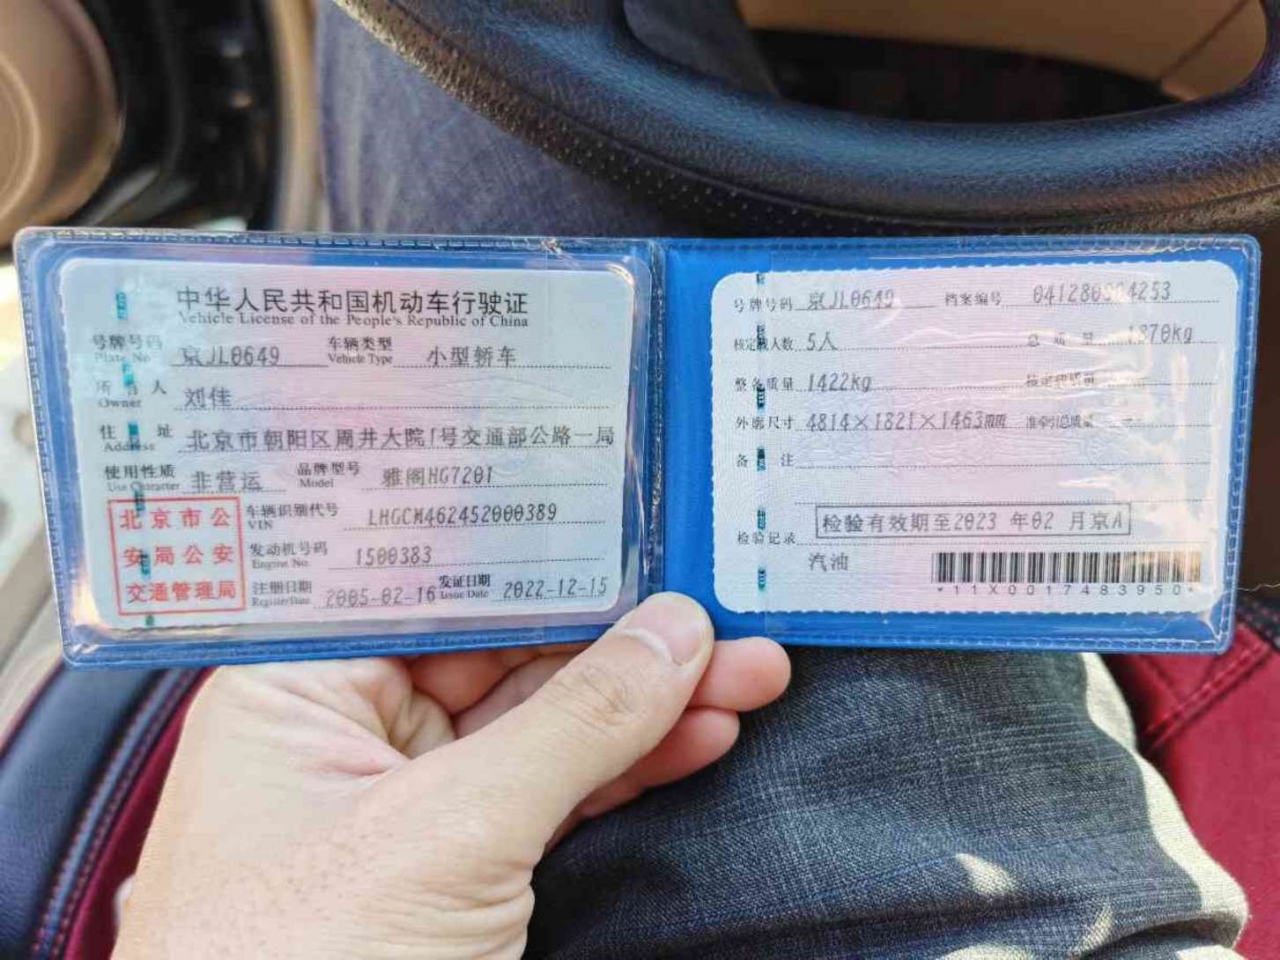 中华人民共和国机动车行驶证
Vehicle License of the People's Republic of China
号牌号码 Plate No. 京JL0649 车辆类型 Vehicle Type 小型轿车
所有人 Owner 刘佳
住址 Address 北京市朝阳区周井大院1号交通部公路一局
使用性质 Use Character 非营运 品牌型号 Model 雅阁HG7201
北京市公
安局公安
交通管理局
车辆识别代号 VIN LHGCM462452000389
发动机号码 Engine No. 1500383
注册日期 Register Date 2005-02-16 发证日期 Issue Date 2022-12-15
号牌号码 京JL0649 档案编号
核定载人数 5人 总质量 1870kg
整备质量 1422kg 核定载质量
外廓尺寸 4814×1821×1463mm 准牵引总质量 --
备注
检验记录 检验有效期至2023 年02 月京A
汽油
*11X0017483950*